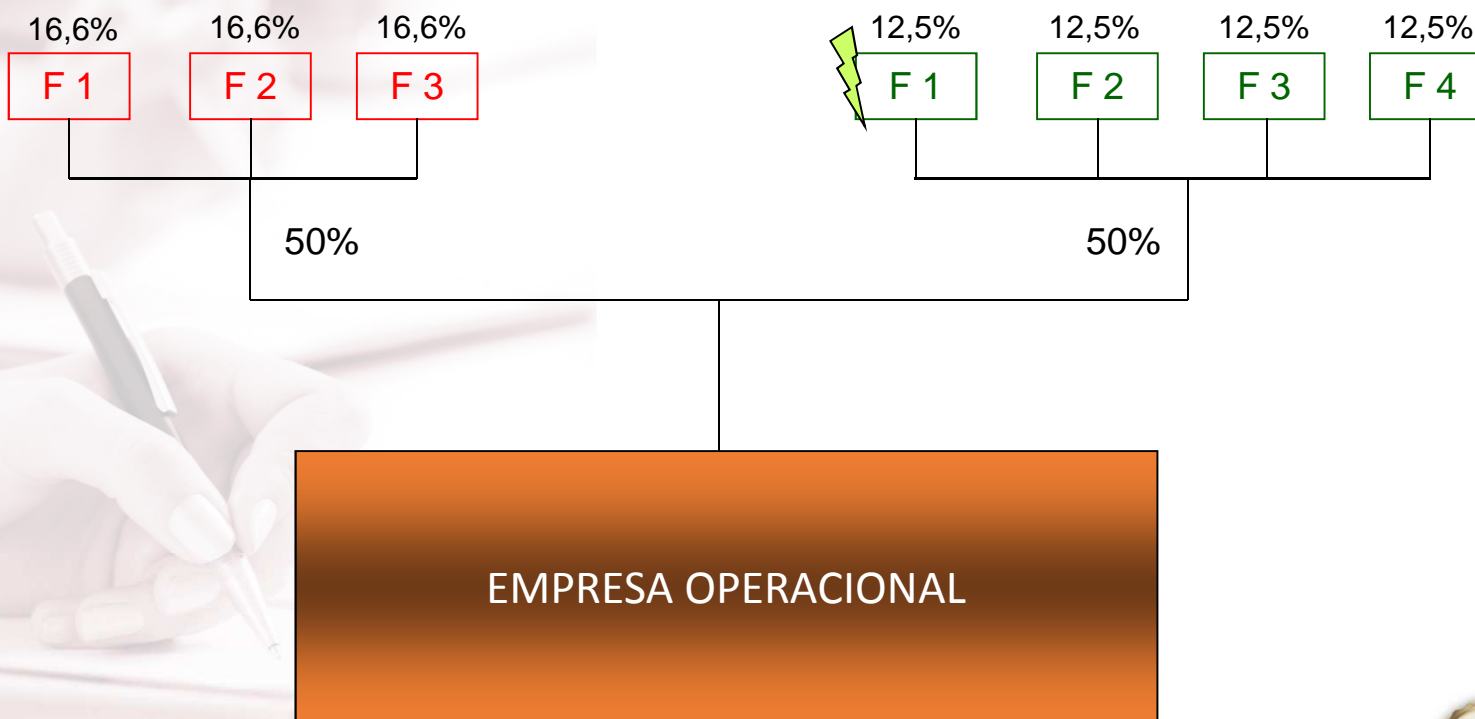 16,6% 16,6% 16,6% 12,5% 12,5% 12,5% 12,5%
F 1 F 2 F 3 F 1 F 2 F 3 F 4
50% 50%
EMPRESA OPERACIONAL